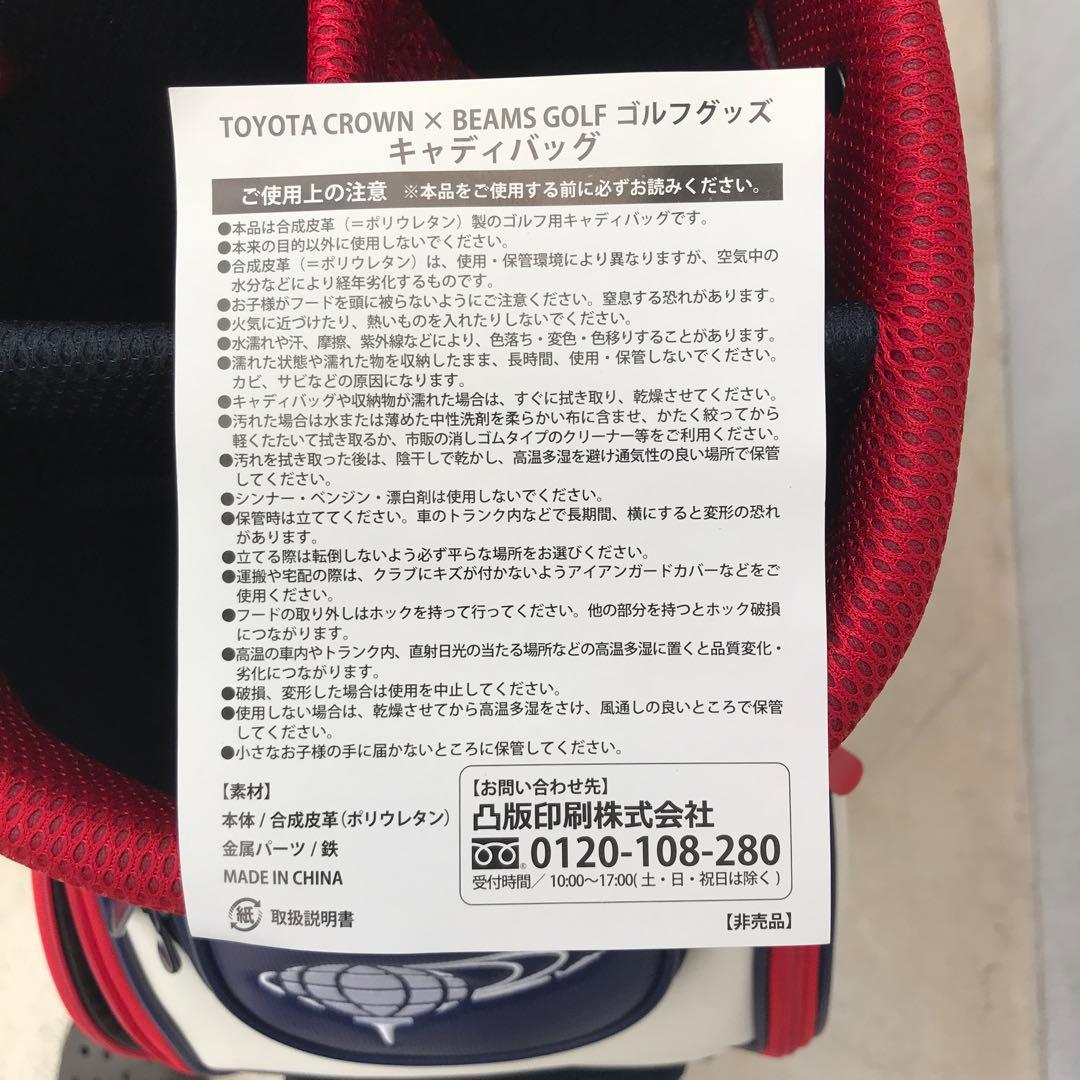 TOYOTA CROWN × BEAMS GOLF ゴルフグッズ
キャディバッグ
ご使用上の注意 ※本品をご使用する前に必ずお読みください。
●本品は合成皮革（＝ポリウレタン）製のゴルフ用キャディバッグです。
●本来の目的以外に使用しないでください。
●合成皮革（＝ポリウレタン）は、使用・保管環境により異なりますが、空気中の
水分などにより経年劣化するものです。
●お子様がフードを頭に被らないようにご注意ください。窒息する恐れがあります。
●火気に近づけたり、熱いものを入れたりしないでください。
●水濡れや汗、摩擦、紫外線などにより、色落ち・変色・色移りすることがあります。
●濡れた状態や濡れた物を収納したまま、長時間、使用・保管しないでください。
カビ、サビなどの原因になります。
●キャディバッグや収納物が濡れた場合は、すぐに拭き取り、乾燥させてください。
●汚れた場合は水または薄めた中性洗剤を柔らかい布に含ませ、かたく絞ってから
軽くたたいて拭き取るか、市販の消しゴムタイプのクリーナー等をご利用ください。
●汚れを拭き取った後は、陰干しで乾かし、高温多湿を避け通気性の良い場所で保管
してください。
●シンナー・ベンジン・漂白剤は使用しないでください。
●保管時は立ててください。車のトランク内などで長期間、横にすると変形の恐れ
があります。
●立てる際は転倒しないよう必ず平らな場所をお選びください。
●運搬や宅配の際は、クラブにキズが付かないようアイアンガードカバーなどをご
使用ください。
●フードの取り外しはホックを持って行ってください。他の部分を持つとホック破損
につながります。
●高温の車内やトランク内、直射日光の当たる場所などの高温多湿に置くと品質変化・
劣化につながります。
●破損、変形した場合は使用を中止してください。
●使用しない場合は、乾燥させてから高温多湿をさけ、風通しの良いところで保管
してください。
●小さなお子様の手に届かないところに保管してください。
【素材】
本体 / 合成皮革（ポリウレタン）
金属パーツ / 鉄
MADE IN CHINA
紙 取扱説明書
【お問い合わせ先】
凸版印刷株式会社
0120-108-280
受付時間／ 10:00〜17:00( 土・日・祝日は除く )
【非売品】